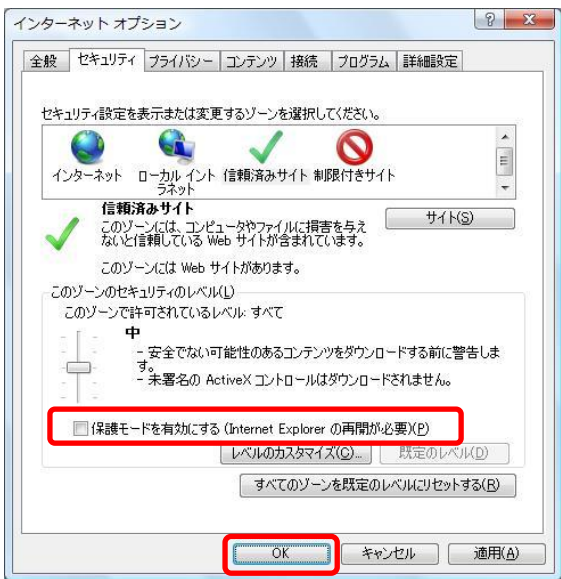 インターネット オプション
全般 セキュリティ プライバシー コンテンツ 接続 プログラム 詳細設定
セキュリティ設定を表示または変更するゾーンを選択してください。
インターネット ローカル イント 信頼済みサイト 制限付きサイト
ラネット
信頼済みサイト
サイト(S)
このゾーンには、コンピュータやファイルに損害を与え
ないと信頼している Web サイトが含まれています。
このゾーンには Web サイトがあります。
このゾーンのセキュリティのレベル(L)
このゾーンで許可されているレベル: すべて
中
- 安全でない可能性のあるコンテンツをダウンロードする前に警告しま
す。
- 未署名の ActiveX コントロールはダウンロードされません。
保護モードを有効にする (Internet Explorer の再開が必要)(P)
レベルのカスタマイズ(C)... 既定のレベル(D)
すべてのゾーンを既定のレベルにリセットする(R)
OK キャンセル 適用(A)